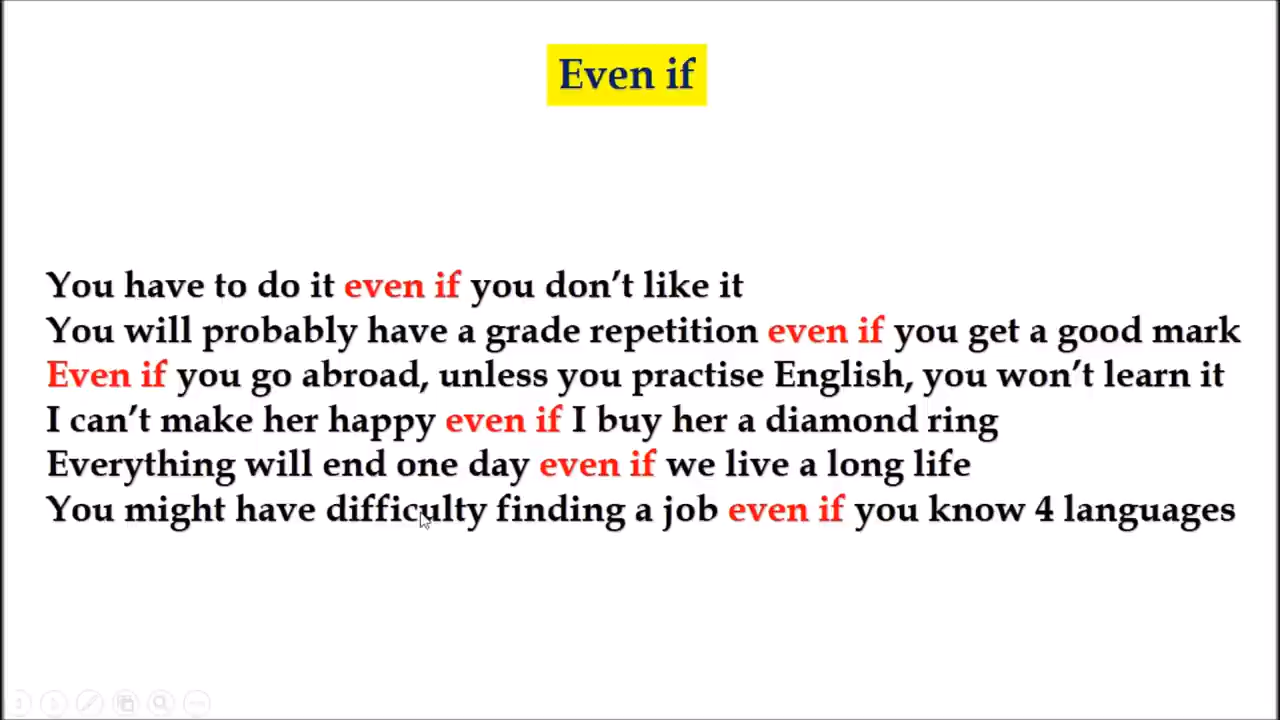 Even if
You have to do it even if you don’t like it
You will probably have a grade repetition even if you get a good mark
Even if you go abroad, unless you practise English, you won’t learn it
I can’t make her happy even if I buy her a diamond ring
Everything will end one day even if we live a long life
You might have difficulty finding a job even if you know 4 languages